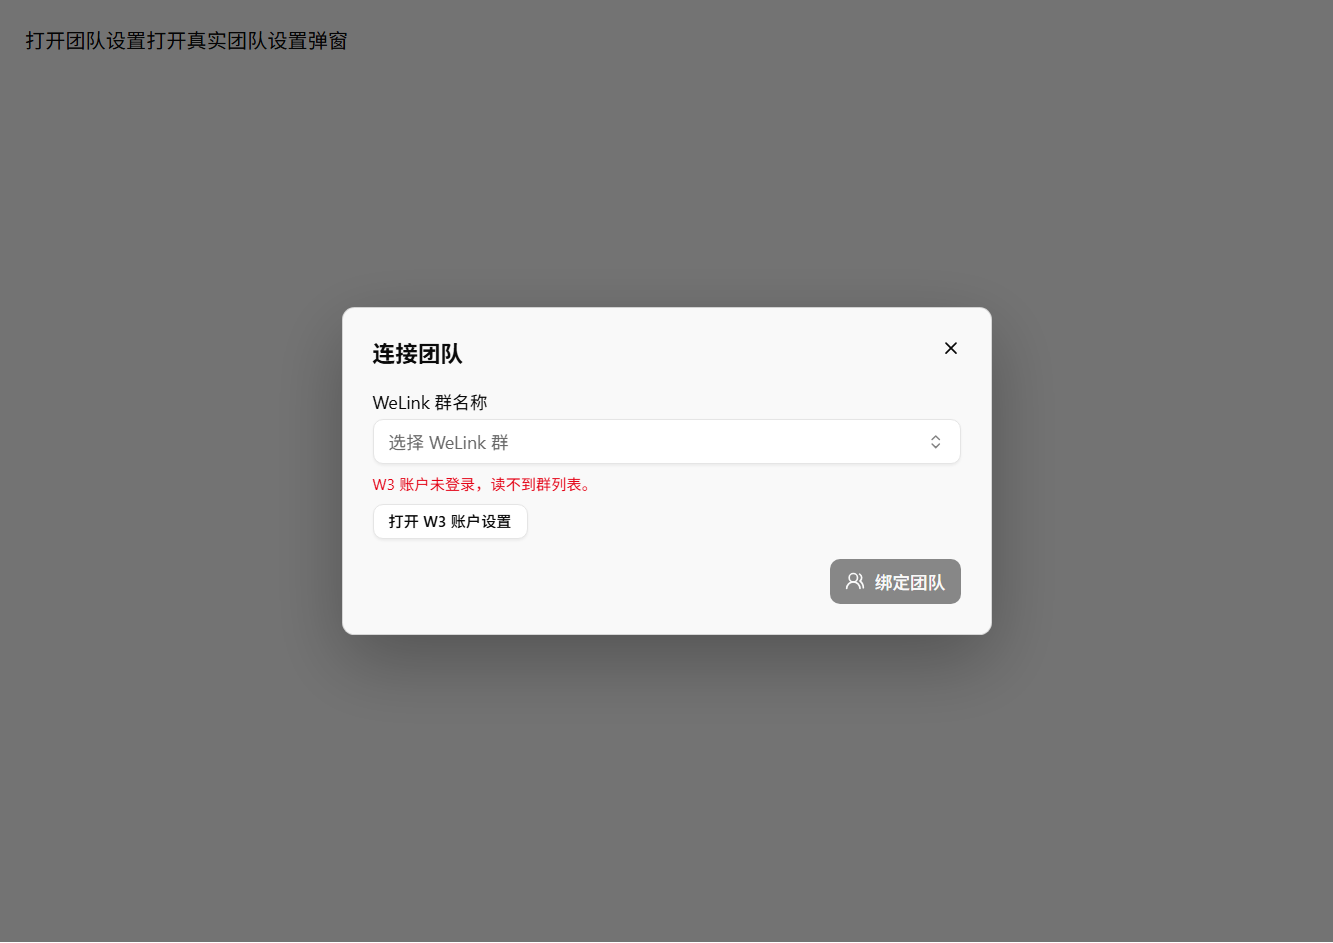 打开团队设置打开真实团队设置弹窗
连接团队
WeLink 群名称
选择 WeLink 群
W3 账户未登录，读不到群列表。
打开 W3 账户设置
绑定团队